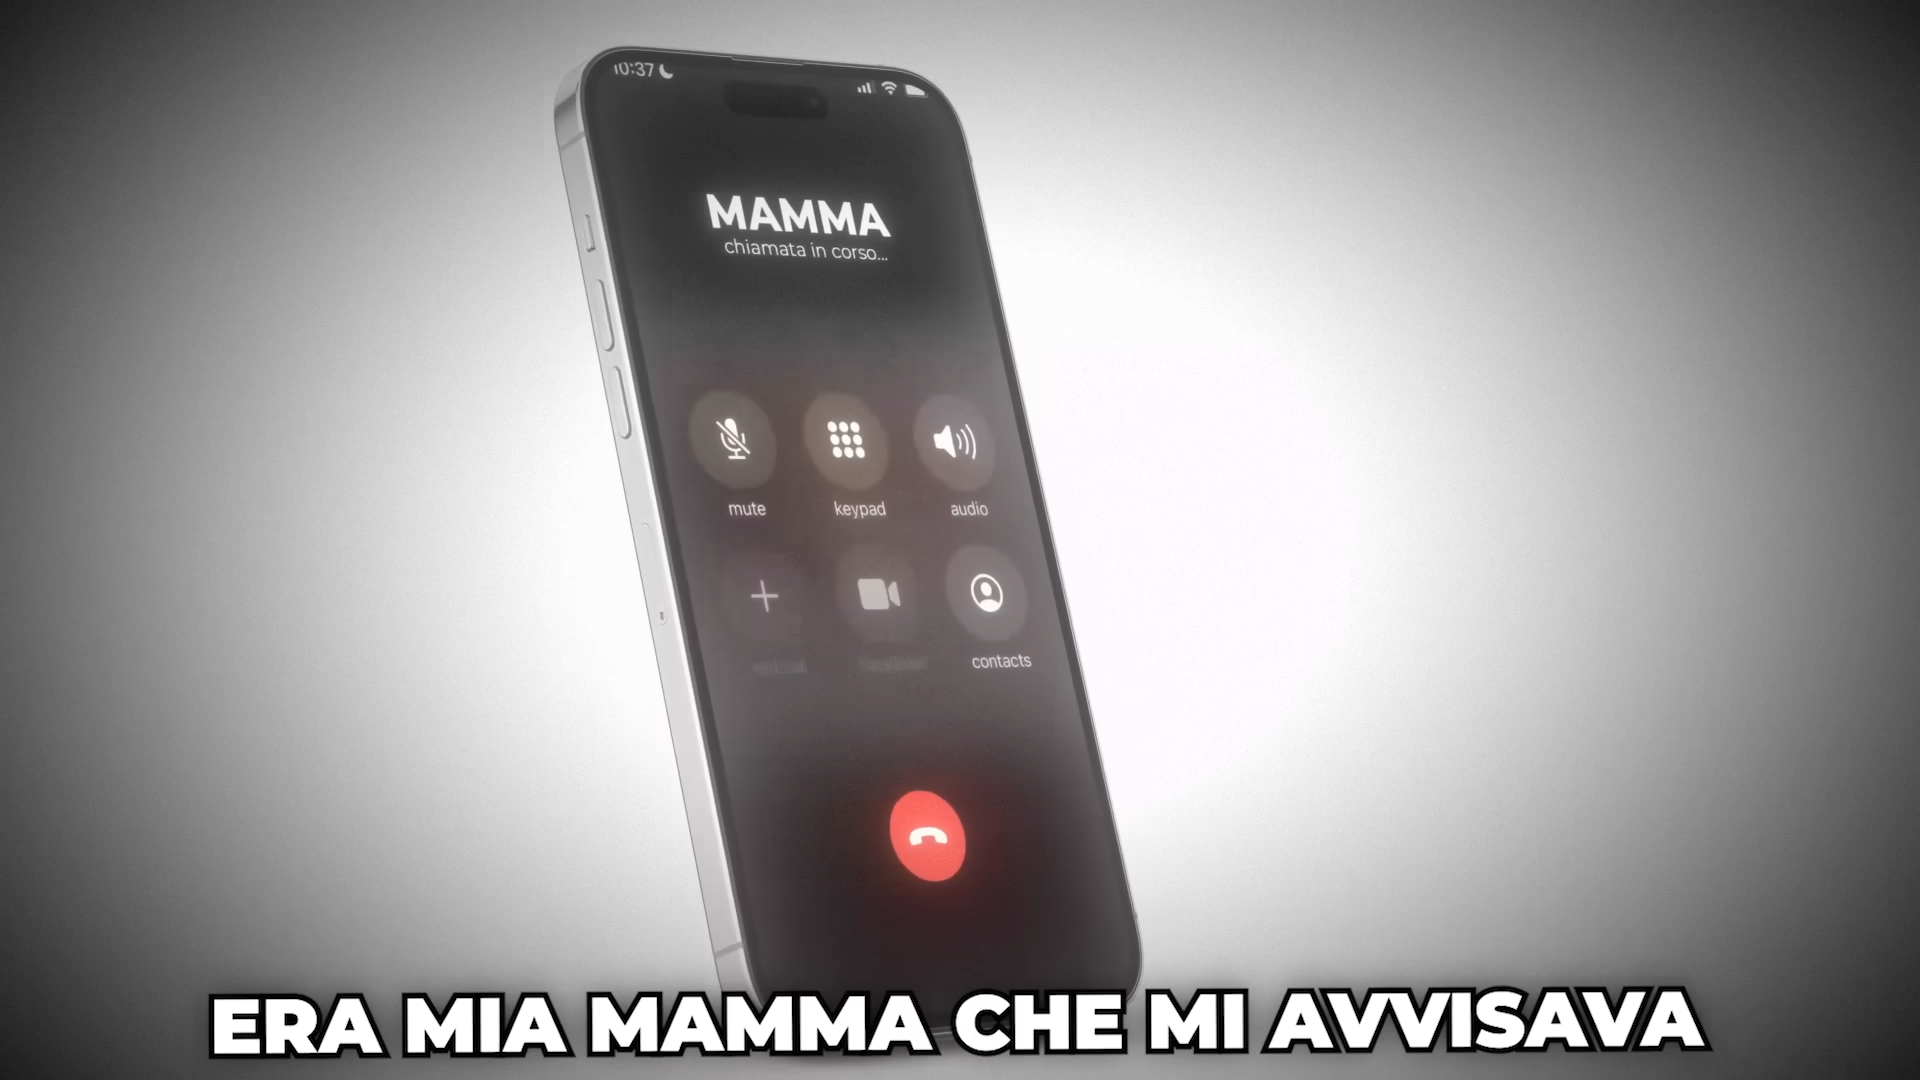 10:37
MAMMA
chiamata in corso...
mute keypad audio
contacts
ERA MIA MAMMA CHE MI AVVISAVA